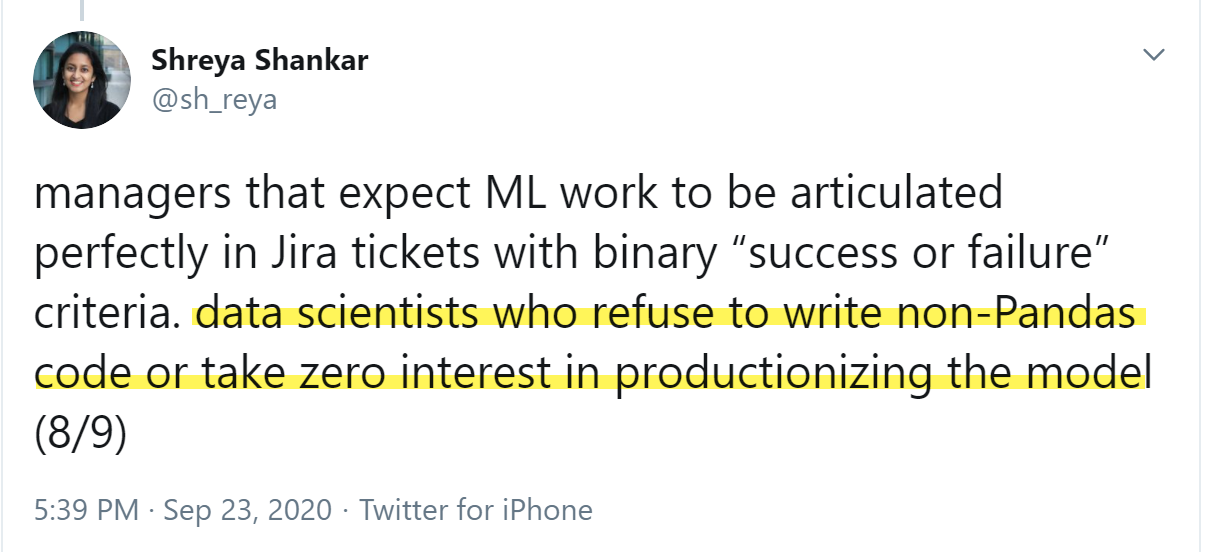 Shreya Shankar
@sh_reya
managers that expect ML work to be articulated
perfectly in Jira tickets with binary “success or failure”
criteria. data scientists who refuse to write non-Pandas
code or take zero interest in productionizing the model
(8/9)
5:39 PM · Sep 23, 2020 · Twitter for iPhone